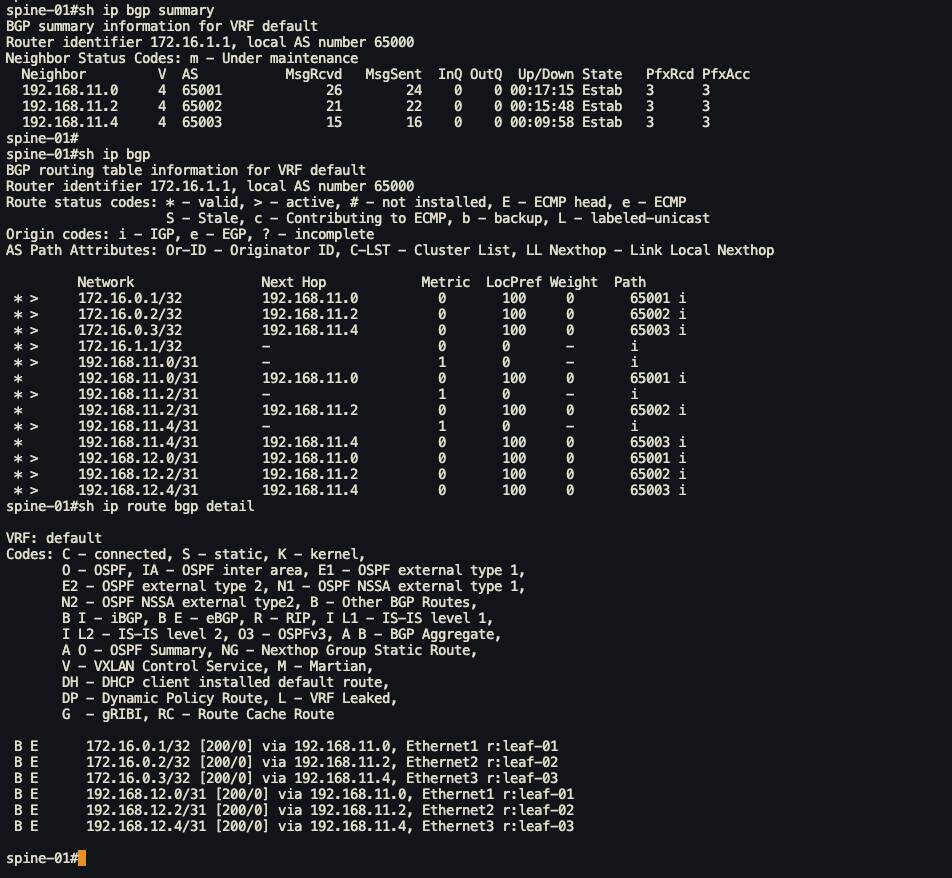 spine-01#sh ip bgp summary
BGP summary information for VRF default
Router identifier 172.16.1.1, local AS number 65000
Neighbor Status Codes: m - Under maintenance
  Neighbor         V  AS           MsgRcvd   MsgSent  InQ OutQ  Up/Down State   PfxRcd PfxAcc
  192.168.11.0     4  65001             26        24    0    0 00:17:15 Estab   3      3
  192.168.11.2     4  65002             21        22    0    0 00:15:48 Estab   3      3
  192.168.11.4     4  65003             15        16    0    0 00:09:58 Estab   3      3
spine-01#
spine-01#sh ip bgp
BGP routing table information for VRF default
Router identifier 172.16.1.1, local AS number 65000
Route status codes: * - valid, > - active, # - not installed, E - ECMP head, e - ECMP
                    S - Stale, c - Contributing to ECMP, b - backup, L - labeled-unicast
Origin codes: i - IGP, e - EGP, ? - incomplete
AS Path Attributes: Or-ID - Originator ID, C-LST - Cluster List, LL Nexthop - Link Local Nexthop

         Network                Next Hop            Metric  LocPref Weight  Path
 * >     172.16.0.1/32          192.168.11.0          0       100    0       65001 i
 * >     172.16.0.2/32          192.168.11.2          0       100    0       65002 i
 * >     172.16.0.3/32          192.168.11.4          0       100    0       65003 i
 * >     172.16.1.1/32          -                     0       0      -       i
 * >     192.168.11.0/31        -                     1       0      -       i
 *       192.168.11.0/31        192.168.11.0          0       100    0       65001 i
 * >     192.168.11.2/31        -                     1       0      -       i
 *       192.168.11.2/31        192.168.11.2          0       100    0       65002 i
 * >     192.168.11.4/31        -                     1       0      -       i
 *       192.168.11.4/31        192.168.11.4          0       100    0       65003 i
 * >     192.168.12.0/31        192.168.11.0          0       100    0       65001 i
 * >     192.168.12.2/31        192.168.11.2          0       100    0       65002 i
 * >     192.168.12.4/31        192.168.11.4          0       100    0       65003 i
spine-01#sh ip route bgp detail

VRF: default
Codes: C - connected, S - static, K - kernel,
       O - OSPF, IA - OSPF inter area, E1 - OSPF external type 1,
       E2 - OSPF external type 2, N1 - OSPF NSSA external type 1,
       N2 - OSPF NSSA external type2, B - Other BGP Routes,
       B I - iBGP, B E - eBGP, R - RIP, I L1 - IS-IS level 1,
       I L2 - IS-IS level 2, O3 - OSPFv3, A B - BGP Aggregate,
       A O - OSPF Summary, NG - Nexthop Group Static Route,
       V - VXLAN Control Service, M - Martian,
       DH - DHCP client installed default route,
       DP - Dynamic Policy Route, L - VRF Leaked,
       G  - gRIBI, RC - Route Cache Route

 B E      172.16.0.1/32 [200/0] via 192.168.11.0, Ethernet1 r:leaf-01
 B E      172.16.0.2/32 [200/0] via 192.168.11.2, Ethernet2 r:leaf-02
 B E      172.16.0.3/32 [200/0] via 192.168.11.4, Ethernet3 r:leaf-03
 B E      192.168.12.0/31 [200/0] via 192.168.11.0, Ethernet1 r:leaf-01
 B E      192.168.12.2/31 [200/0] via 192.168.11.2, Ethernet2 r:leaf-02
 B E      192.168.12.4/31 [200/0] via 192.168.11.4, Ethernet3 r:leaf-03

spine-01#